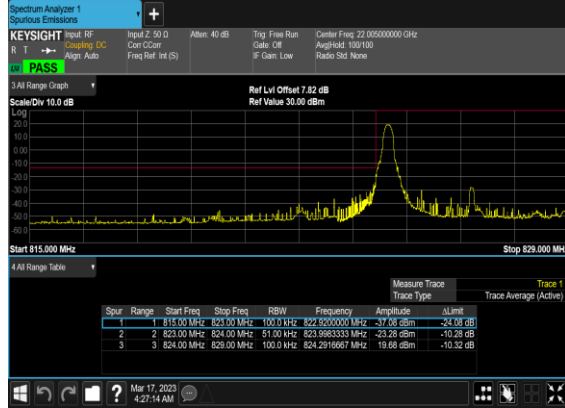 Spectrum Analyzer 1
Spurious Emissions
+
KEYSIGHT Input: RF Input Z: 50 Ω Atten: 40 dB Trig: Free Run Center Freq: 22.005000000 GHz
R T Coupling: DC Corr CCorr Gate: Off Avg|Hold: 100/100
Align: Auto Freq Ref: Int (S) IF Gain: Low Radio Std: None
PASS
3 All Range Graph
Ref Lvl Offset 7.82 dB
Scale/Div 10.0 dB Ref Value 30.00 dBm
Log
20.0
10.0
0.00
-10.0
-20.0
-30.0
-40.0
-50.0
-60.0
Start 815.000 MHz Stop 829.000 MH
4 All Range Table
Measure Trace Trace 1
Trace Type Trace Average (Active)
Spur Range Start Freq Stop Freq RBW Frequency Amplitude ΔLimit
1 1 815.00 MHz 823.00 MHz 100.0 kHz 822.9200000 MHz -37.08 dBm -24.08 dB
2 2 823.00 MHz 824.00 MHz 51.00 kHz 823.9983333 MHz -23.28 dBm -10.28 dB
3 3 824.00 MHz 829.00 MHz 100.0 kHz 824.2916667 MHz 19.68 dBm -10.32 dB
? Mar 17, 2023
4:27:14 AM